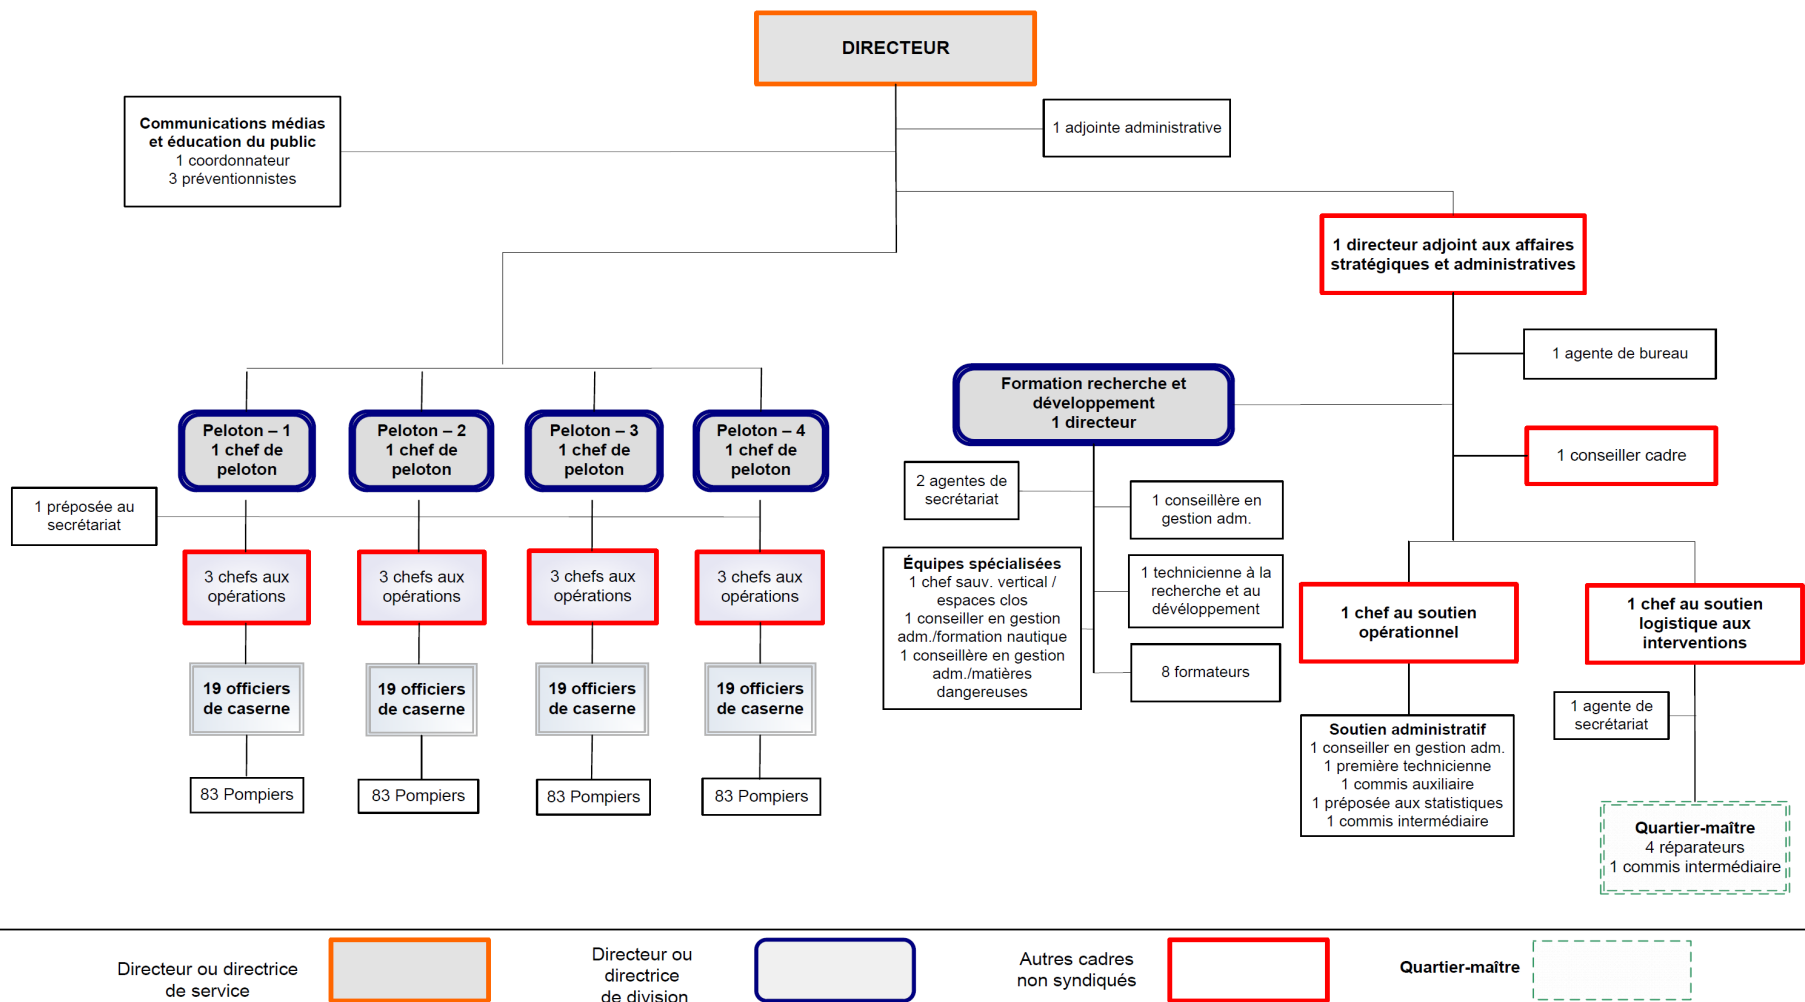 DIRECTEUR
Communications médias
et éducation du public
1 coordonnateur
3 préventionnistes
1 adjointe administrative
1 directeur adjoint aux affaires
stratégiques et administratives
1 agente de bureau
Formation recherche et
développement
1 directeur
1 conseiller cadre
Peloton – 1
1 chef de
peloton
Peloton – 2
1 chef de
peloton
Peloton – 3
1 chef de
peloton
Peloton – 4
1 chef de
peloton
1 préposée au
secrétariat
2 agentes de
secrétariat
1 conseillère en
gestion adm.
3 chefs aux
opérations
3 chefs aux
opérations
3 chefs aux
opérations
3 chefs aux
opérations
Équipes spécialisées
1 chef sauv. vertical /
espaces clos
1 conseiller en gestion
adm./formation nautique
1 conseillère en gestion
adm./matières
dangereuses
1 technicienne à la
recherche et au
dévéloppement
8 formateurs
1 chef au soutien
opérationnel
1 chef au soutien
logistique aux
interventions
19 officiers
de caserne
19 officiers
de caserne
19 officiers
de caserne
19 officiers
de caserne
1 agente de
secrétariat
Soutien administratif
1 conseiller en gestion adm.
1 première technicienne
1 commis auxiliaire
1 préposée aux statistiques
1 commis intermédiaire
83 Pompiers
83 Pompiers
83 Pompiers
83 Pompiers
Quartier-maître
4 réparateurs
1 commis intermédiaire
Directeur ou directrice
de service
Directeur ou
directrice
de division
Autres cadres
non syndiqués
Quartier-maître